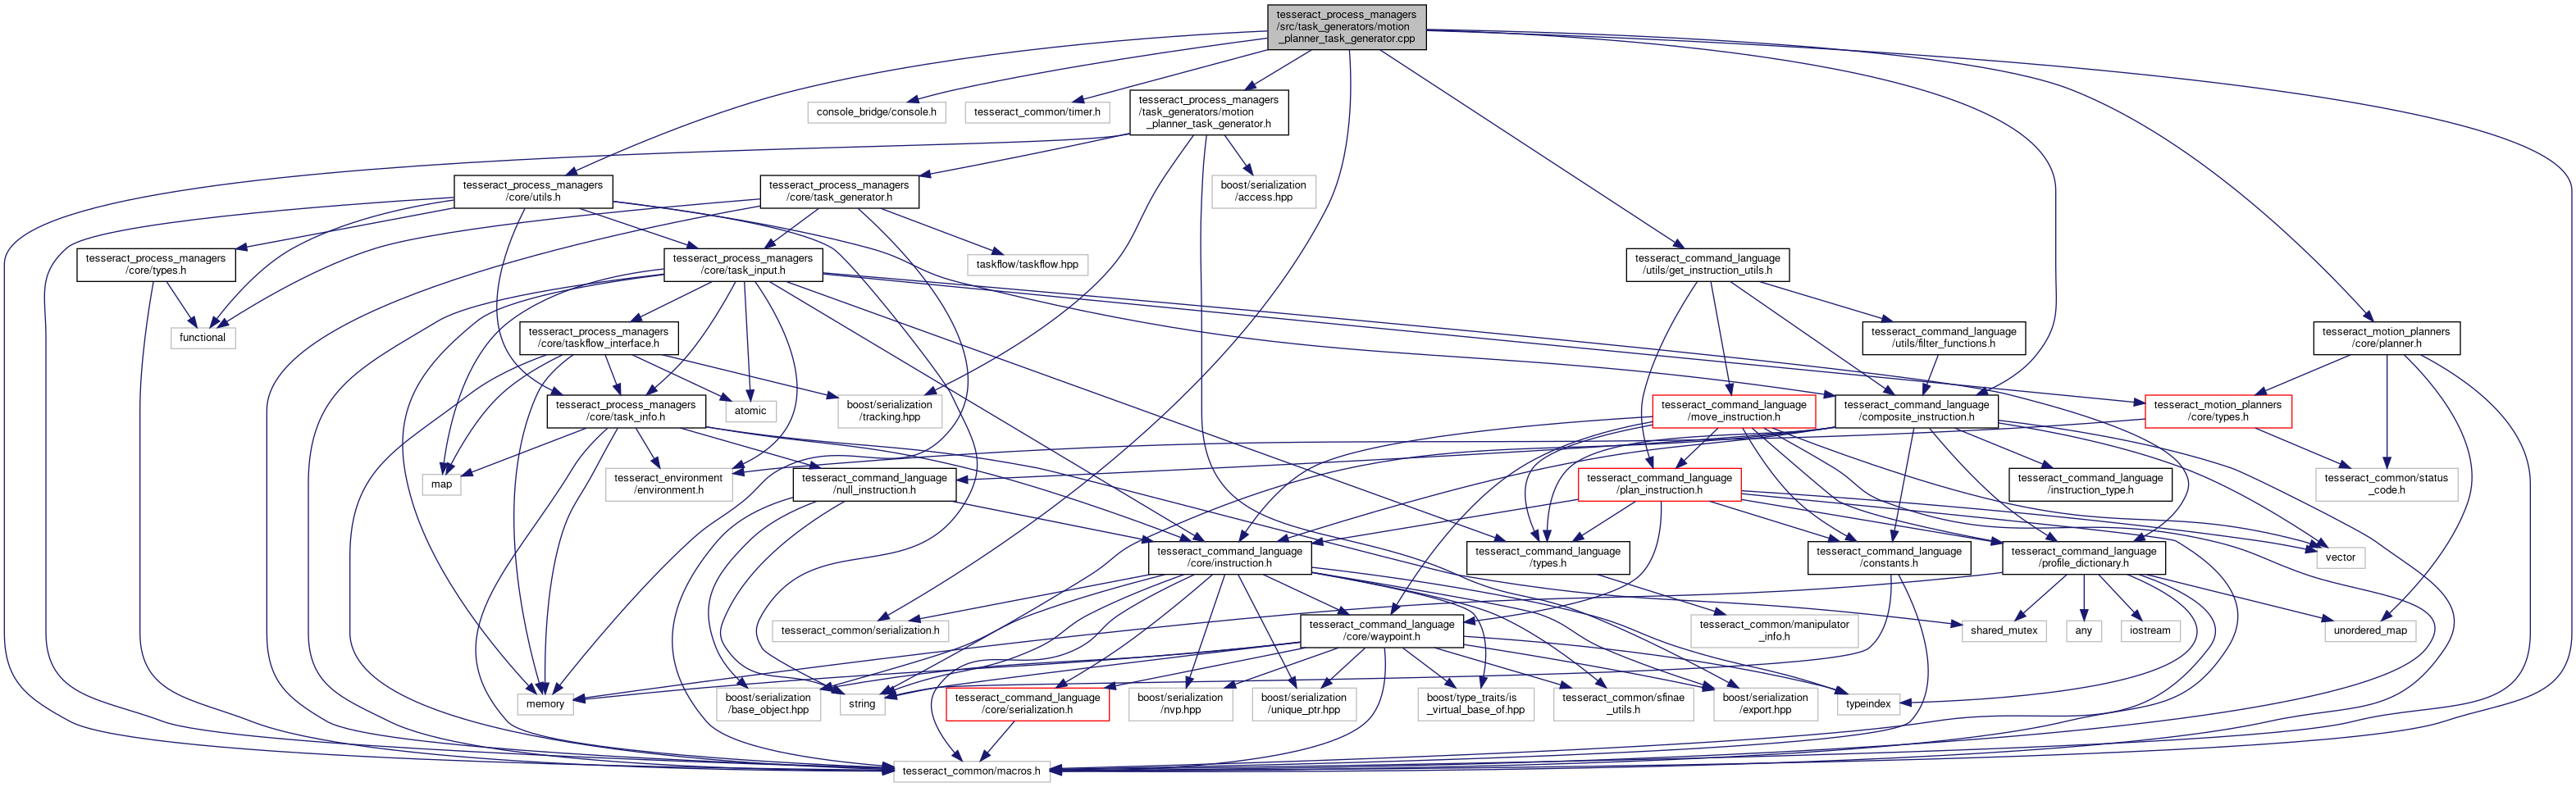 tesseract_process_managers
/src/task_generators/motion
_planner_task_generator.cpp
console_bridge/console.h
tesseract_common/timer.h
tesseract_process_managers
/task_generators/motion
_planner_task_generator.h
tesseract_process_managers
/core/utils.h
tesseract_process_managers
/core/task_generator.h
boost/serialization
/access.hpp
tesseract_process_managers
/core/types.h
tesseract_process_managers
/core/task_input.h
taskflow/taskflow.hpp
tesseract_command_language
/utils/get_instruction_utils.h
functional
tesseract_process_managers
/core/taskflow_interface.h
tesseract_command_language
/utils/filter_functions.h
tesseract_motion_planners
/core/planner.h
tesseract_process_managers
/core/task_info.h
atomic
boost/serialization
/tracking.hpp
tesseract_command_language
/move_instruction.h
tesseract_command_language
/composite_instruction.h
tesseract_motion_planners
/core/types.h
map
tesseract_environment
/environment.h
tesseract_command_language
/null_instruction.h
tesseract_command_language
/plan_instruction.h
tesseract_command_language
/instruction_type.h
tesseract_common/status
_code.h
tesseract_command_language
/core/instruction.h
tesseract_command_language
/types.h
tesseract_command_language
/constants.h
tesseract_command_language
/profile_dictionary.h
vector
tesseract_common/serialization.h
tesseract_command_language
/core/waypoint.h
tesseract_common/manipulator
_info.h
shared_mutex
any
iostream
unordered_map
memory
boost/serialization
/base_object.hpp
string
tesseract_command_language
/core/serialization.h
boost/serialization
/nvp.hpp
boost/serialization
/unique_ptr.hpp
boost/type_traits/is
_virtual_base_of.hpp
tesseract_common/sfinae
_utils.h
boost/serialization
/export.hpp
typeindex
tesseract_common/macros.h